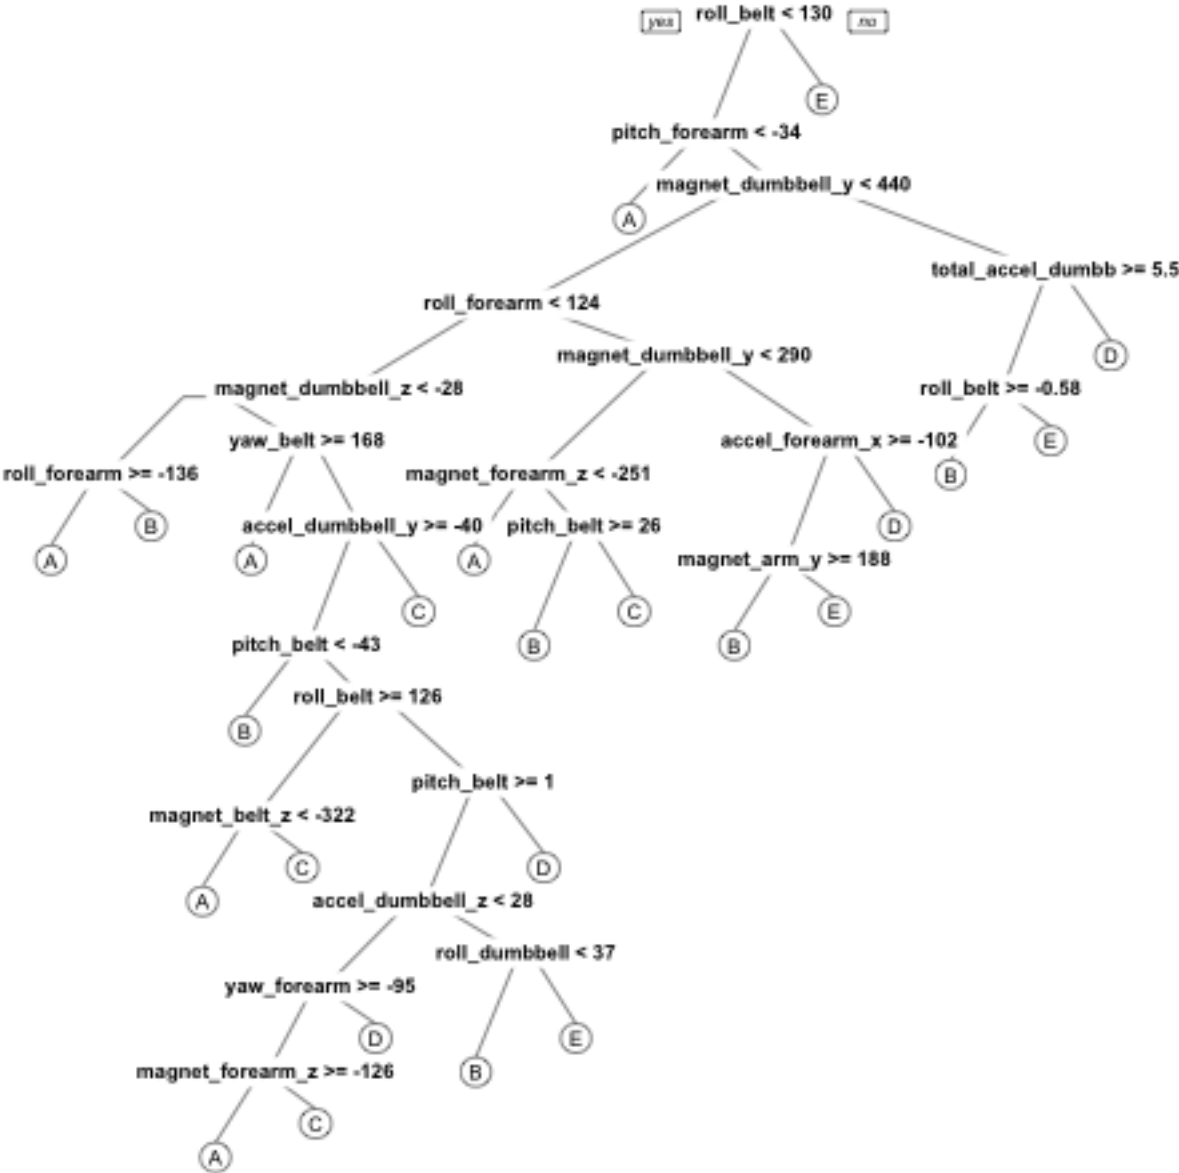 yes roll_belt < 130 no
E
pitch_forearm < -34
magnet_dumbbell_y < 440
A
total_accel_dumbb >= 5.5
roll_forearm < 124
magnet_dumbbell_y < 290
D
magnet_dumbbell_z < -28
roll_belt >= -0.58
yaw_belt >= 168
accel_forearm_x >= -102
E
roll_forearm >= -136
magnet_forearm_z < -251
B
B
accel_dumbbell_y >= -40
pitch_belt >= 26
D
A
A
A
magnet_arm_y >= 188
C
C
E
pitch_belt < -43
B
B
roll_belt >= 126
B
pitch_belt >= 1
magnet_belt_z < -322
C
D
A
accel_dumbbell_z < 28
roll_dumbbell < 37
yaw_forearm >= -95
D
E
magnet_forearm_z >= -126
B
C
A